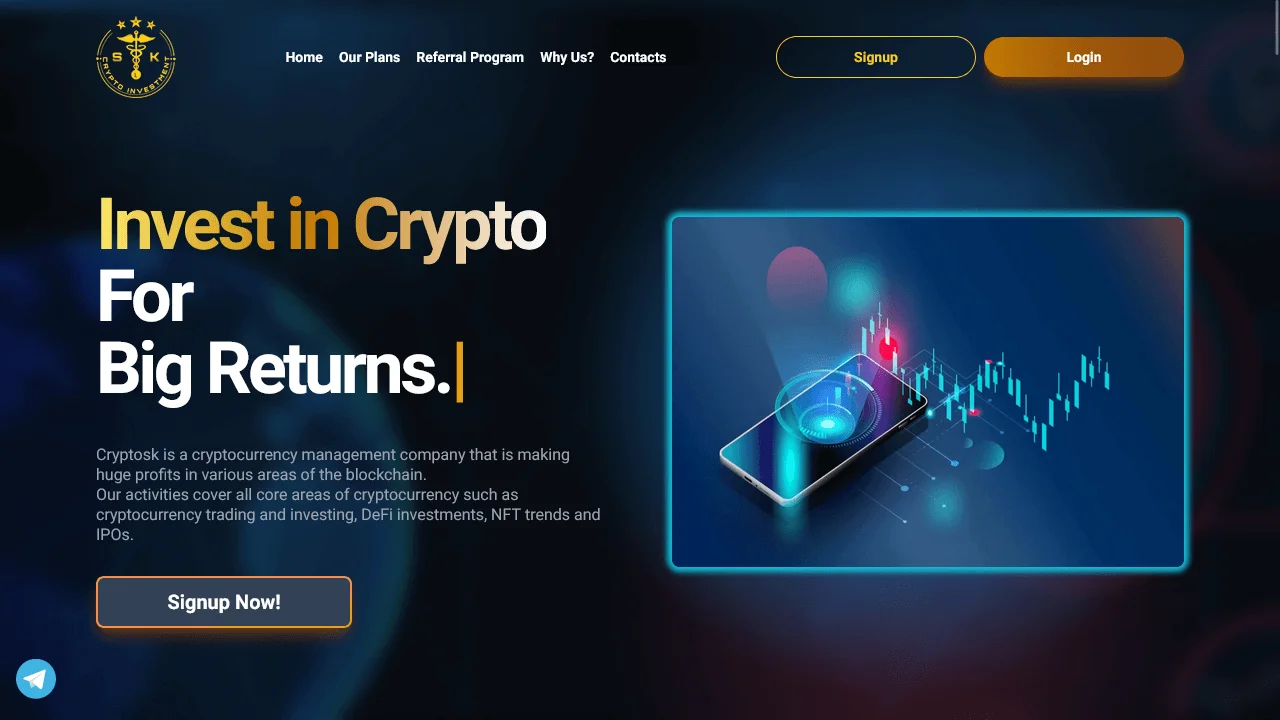 S K
CRYPTO INVESTMENT
Home Our Plans Referral Program Why Us? Contacts Signup Login
Invest in Crypto
For
Big Returns.
Cryptosk is a cryptocurrency management company that is making
huge profits in various areas of the blockchain.
Our activities cover all core areas of cryptocurrency such as
cryptocurrency trading and investing, DeFi investments, NFT trends and
IPOs.
Signup Now!